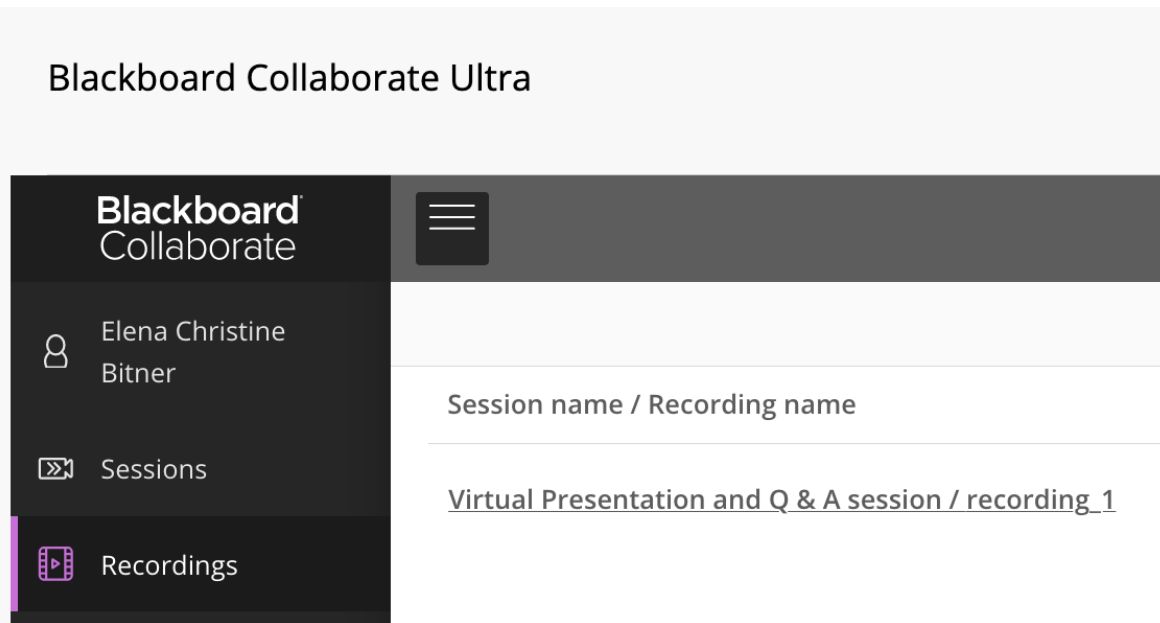 Blackboard Collaborate Ultra
Blackboard
Collaborate
Elena Christine
Bitner
Sessions
Recordings
Session name / Recording name
Virtual Presentation and Q & A session / recording_1